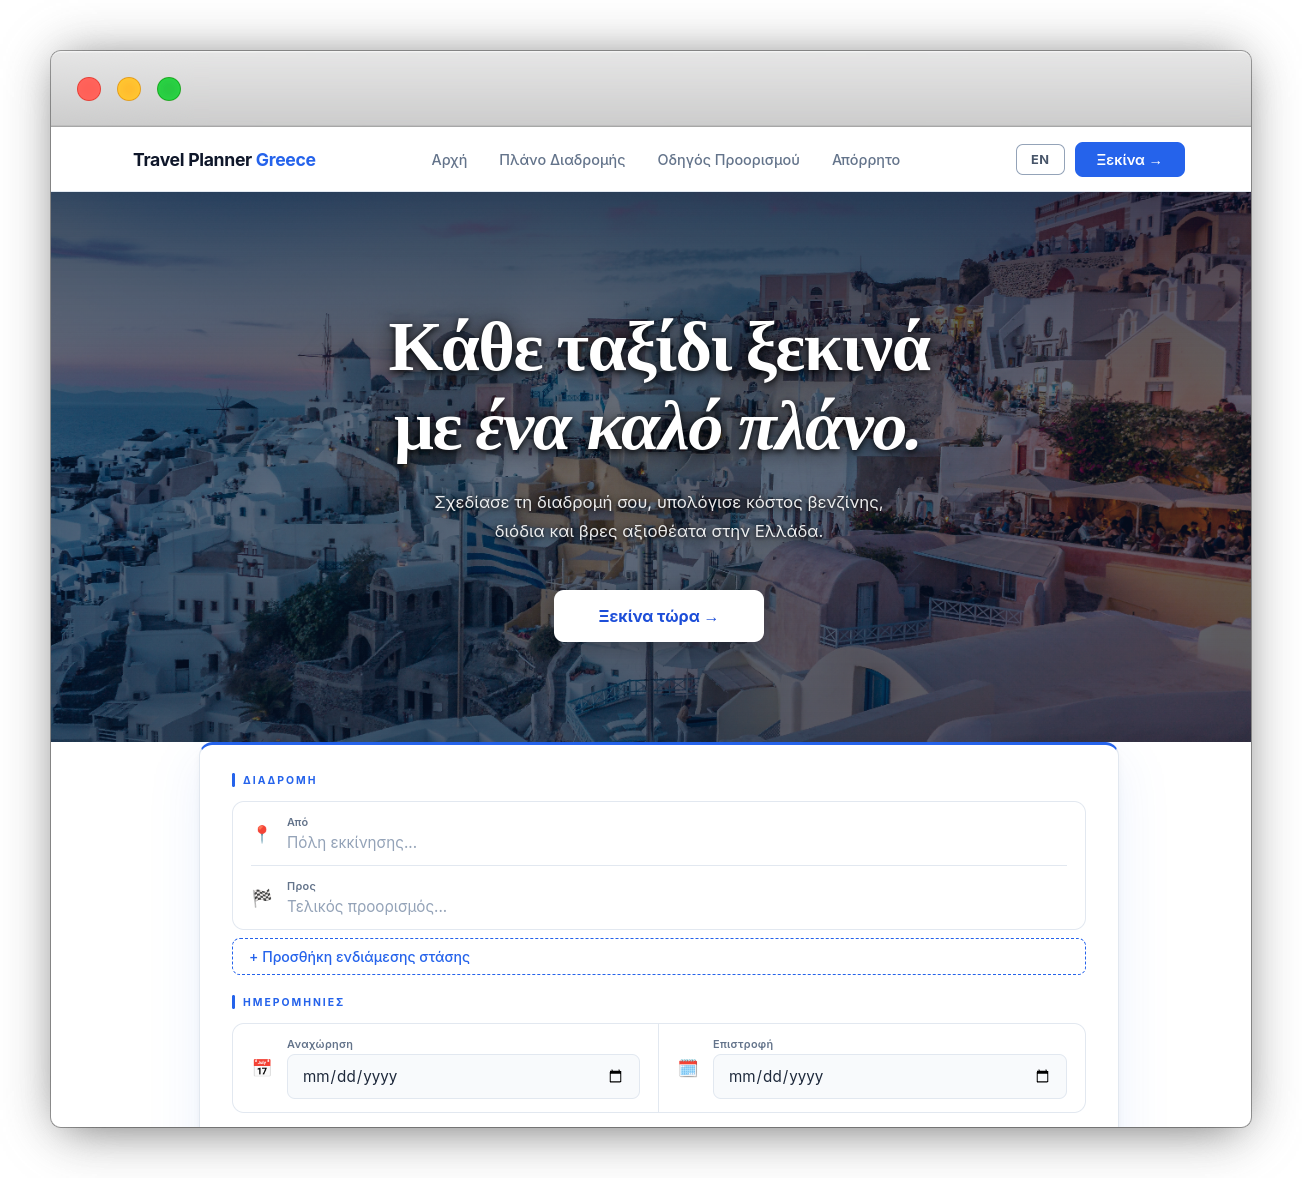 Travel Planner Greece
Αρχή
Πλάνο Διαδρομής
Οδηγός Προορισμού
Απόρρητο
EN
Ξεκίνα →
Κάθε ταξίδι ξεκινά
με ένα καλό πλάνο.
Σχεδίασε τη διαδρομή σου, υπολόγισε κόστος βενζίνης,
διόδια και βρες αξιοθέατα στην Ελλάδα.
Ξεκίνα τώρα →
ΔΙΑΔΡΟΜΗ
Από
Πόλη εκκίνησης...
Προς
Τελικός προορισμός...
+ Προσθήκη ενδιάμεσης στάσης
ΗΜΕΡΟΜΗΝΙΕΣ
Αναχώρηση
mm/dd/yyyy
Επιστροφή
mm/dd/yyyy